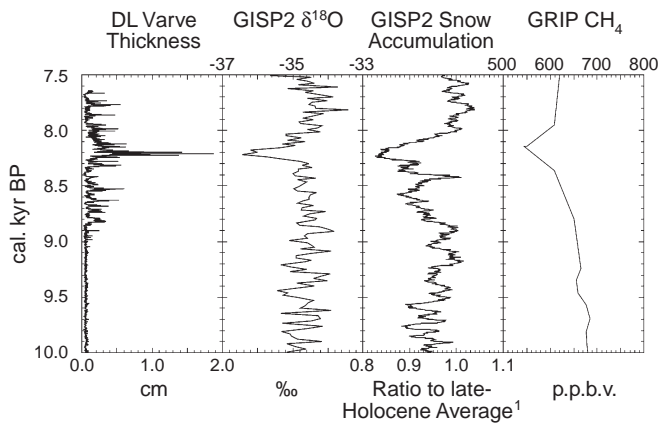 DL Varve Thickness
GISP2 δ¹⁸O
GISP2 Snow Accumulation
GRIP CH₄
-37 -35 -33
500 600 700 800
7.5
8.0
8.5
9.0
9.5
10.0
cal. kyr BP
0.0 1.0 2.0
0.8 0.9 1.0 1.1
cm
‰
Ratio to late-
Holocene Average¹
p.p.b.v.